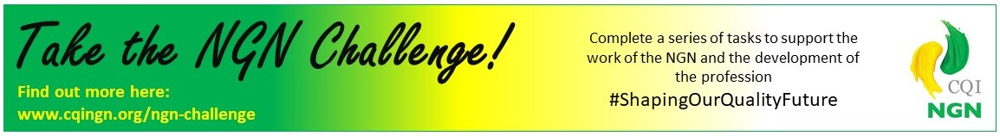 Take the NGN Challenge!
Find out more here:
www.cqingn.org/ngn-challenge
Complete a series of tasks to support the
work of the NGN and the development of
the profession
#ShapingOurQualityFuture
CQI
NGN